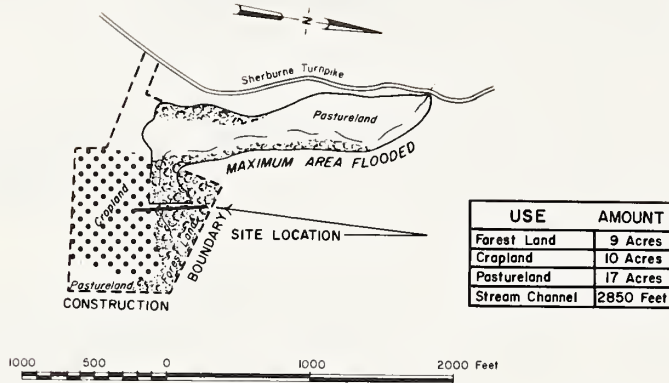 N
Sherburne Turnpike
Pastureland
MAXIMUM AREA FLOODED
Cropland
SITE LOCATION
Forest Land
BOUNDARY
Pastureland
CONSTRUCTION
USE AMOUNT
Forest Land 9 Acres
Cropland 10 Acres
Pastureland 17 Acres
Stream Channel 2850 Feet
1000 500 0 1000 2000 Feet